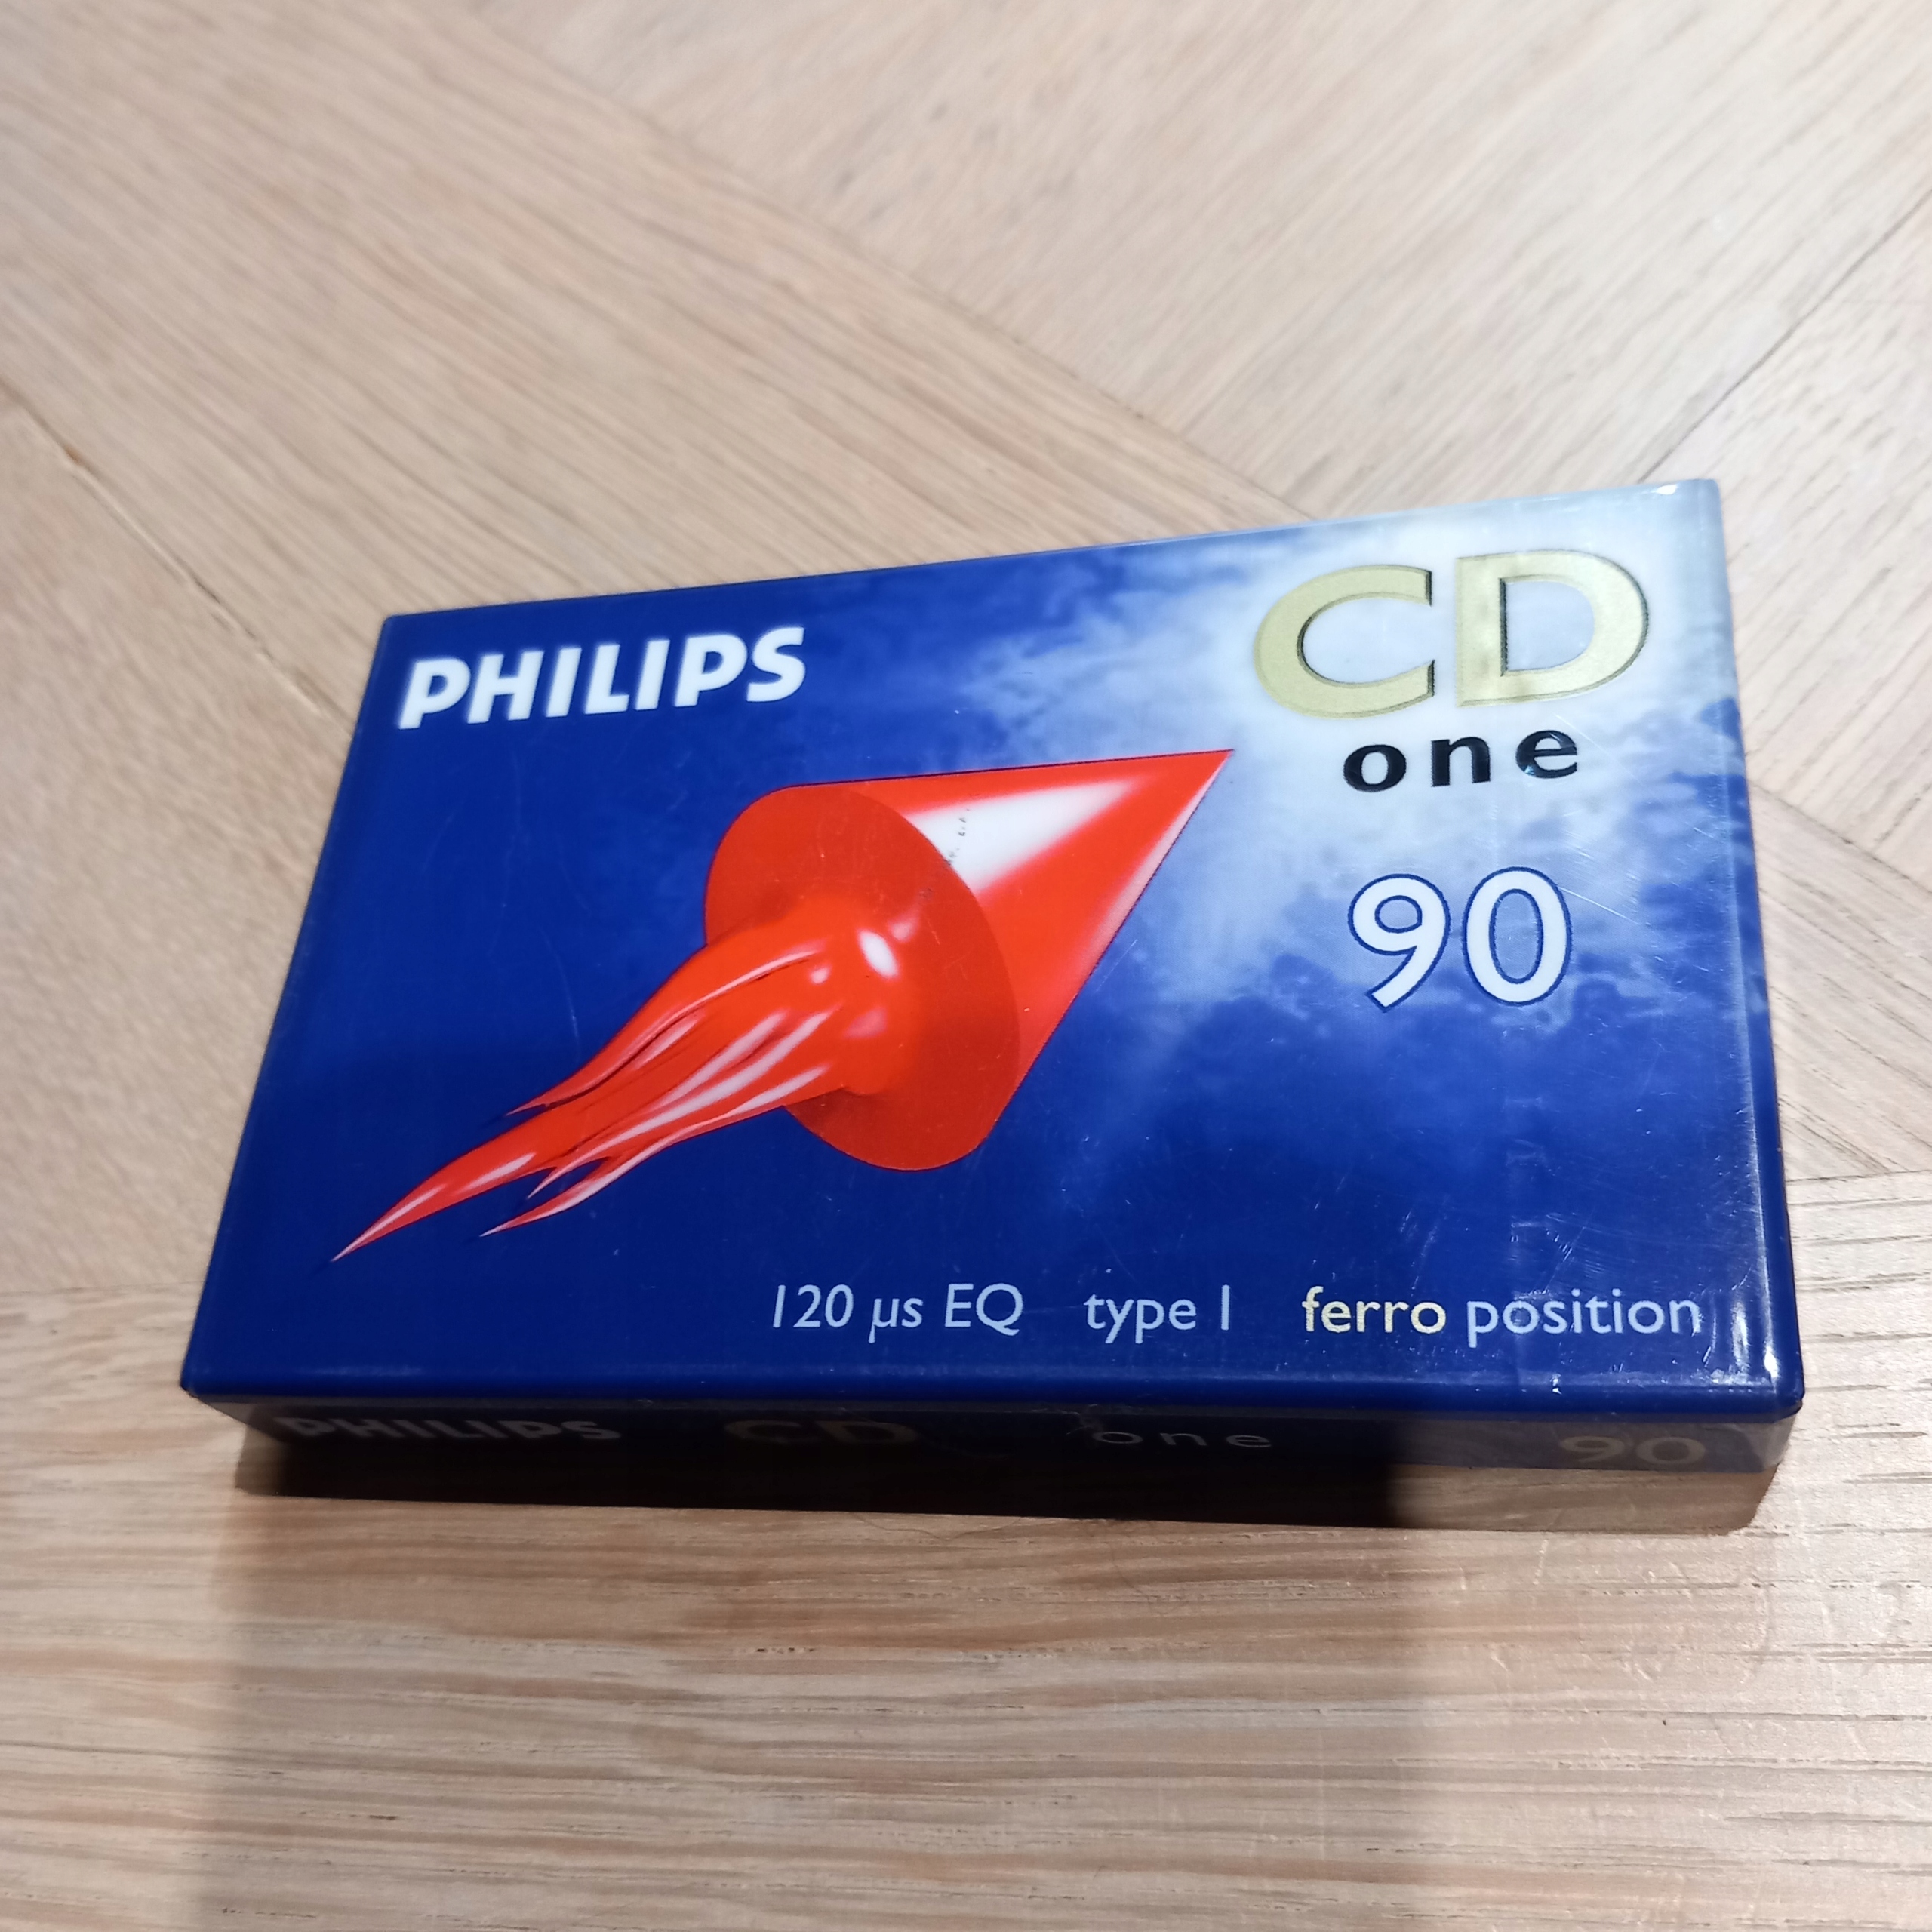 PHILIPS
CD
one
90
120 µs EQ type I ferro position
PHILIPS CD one 90